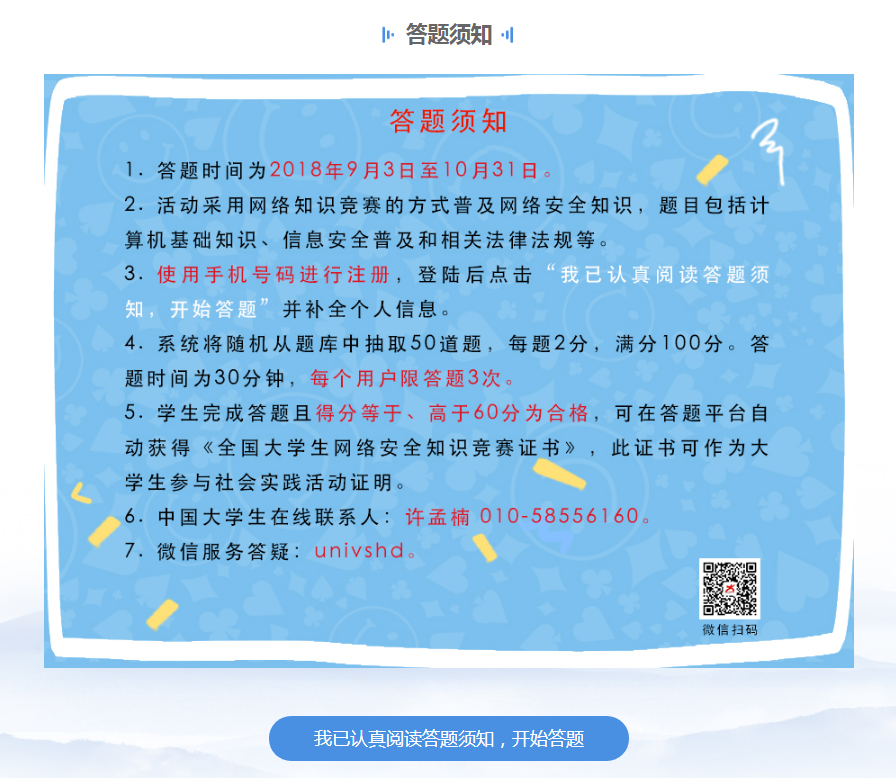 答题须知
答题须知
1. 答题时间为2018年9月3日至10月31日。
2. 活动采用网络知识竞赛的方式普及网络安全知识，题目包括计
算机基础知识、信息安全普及和相关法律法规等。
3. 使用手机号码进行注册，登陆后点击“我已认真阅读答题须
知，开始答题”并补全个人信息。
4. 系统将随机从题库中抽取50道题，每题2分，满分100分。答
题时间为30分钟，每个用户限答题3次。
5. 学生完成答题且得分等于、高于60分为合格，可在答题平台自
动获得《全国大学生网络安全知识竞赛证书》，此证书可作为大
学生参与社会实践活动证明。
6. 中国大学生在线联系人：许孟楠 010-58556160。
7. 微信服务答疑：univshd。
微信扫码
我已认真阅读答题须知，开始答题